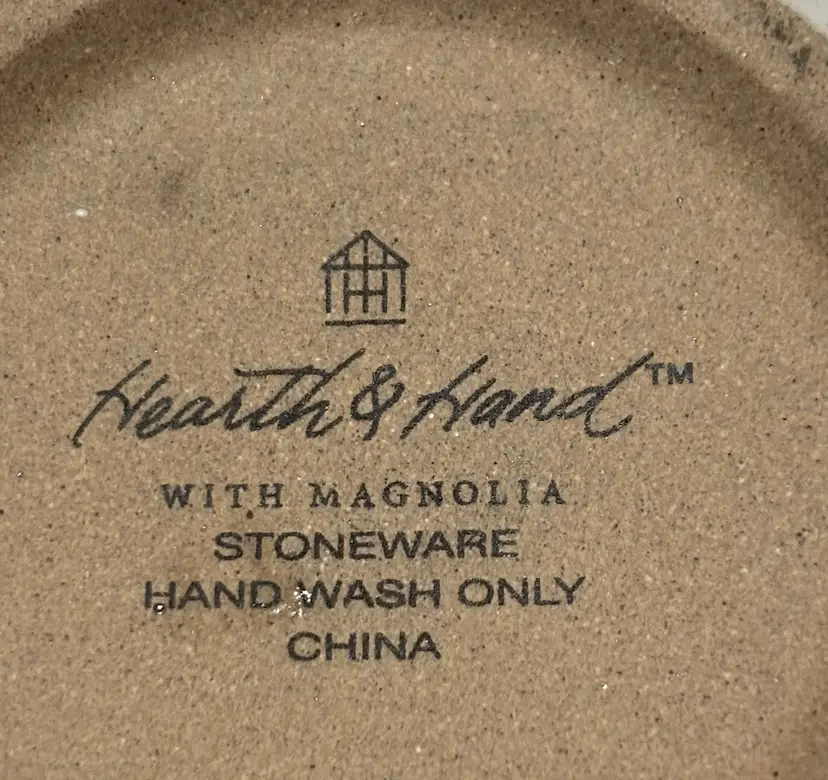 Hearth & Hand™
WITH MAGNOLIA
STONEWARE
HAND WASH ONLY
CHINA